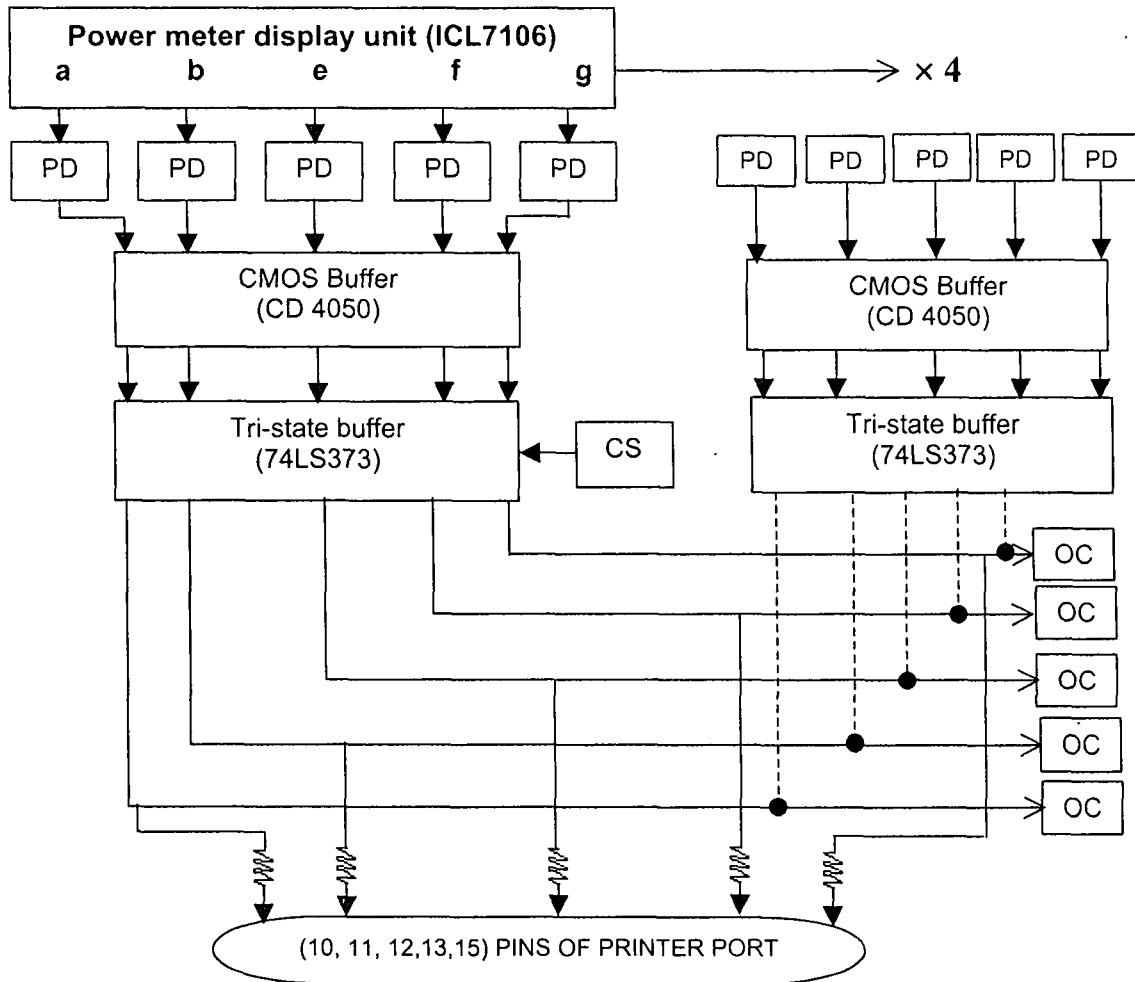 Power meter display unit (ICL7106)
a b e f g
× 4
PD PD PD PD PD
PD PD PD PD PD
CMOS Buffer
(CD 4050)
CMOS Buffer
(CD 4050)
Tri-state buffer
(74LS373)
CS
Tri-state buffer
(74LS373)
OC
OC
OC
OC
OC
(10, 11, 12,13,15) PINS OF PRINTER PORT